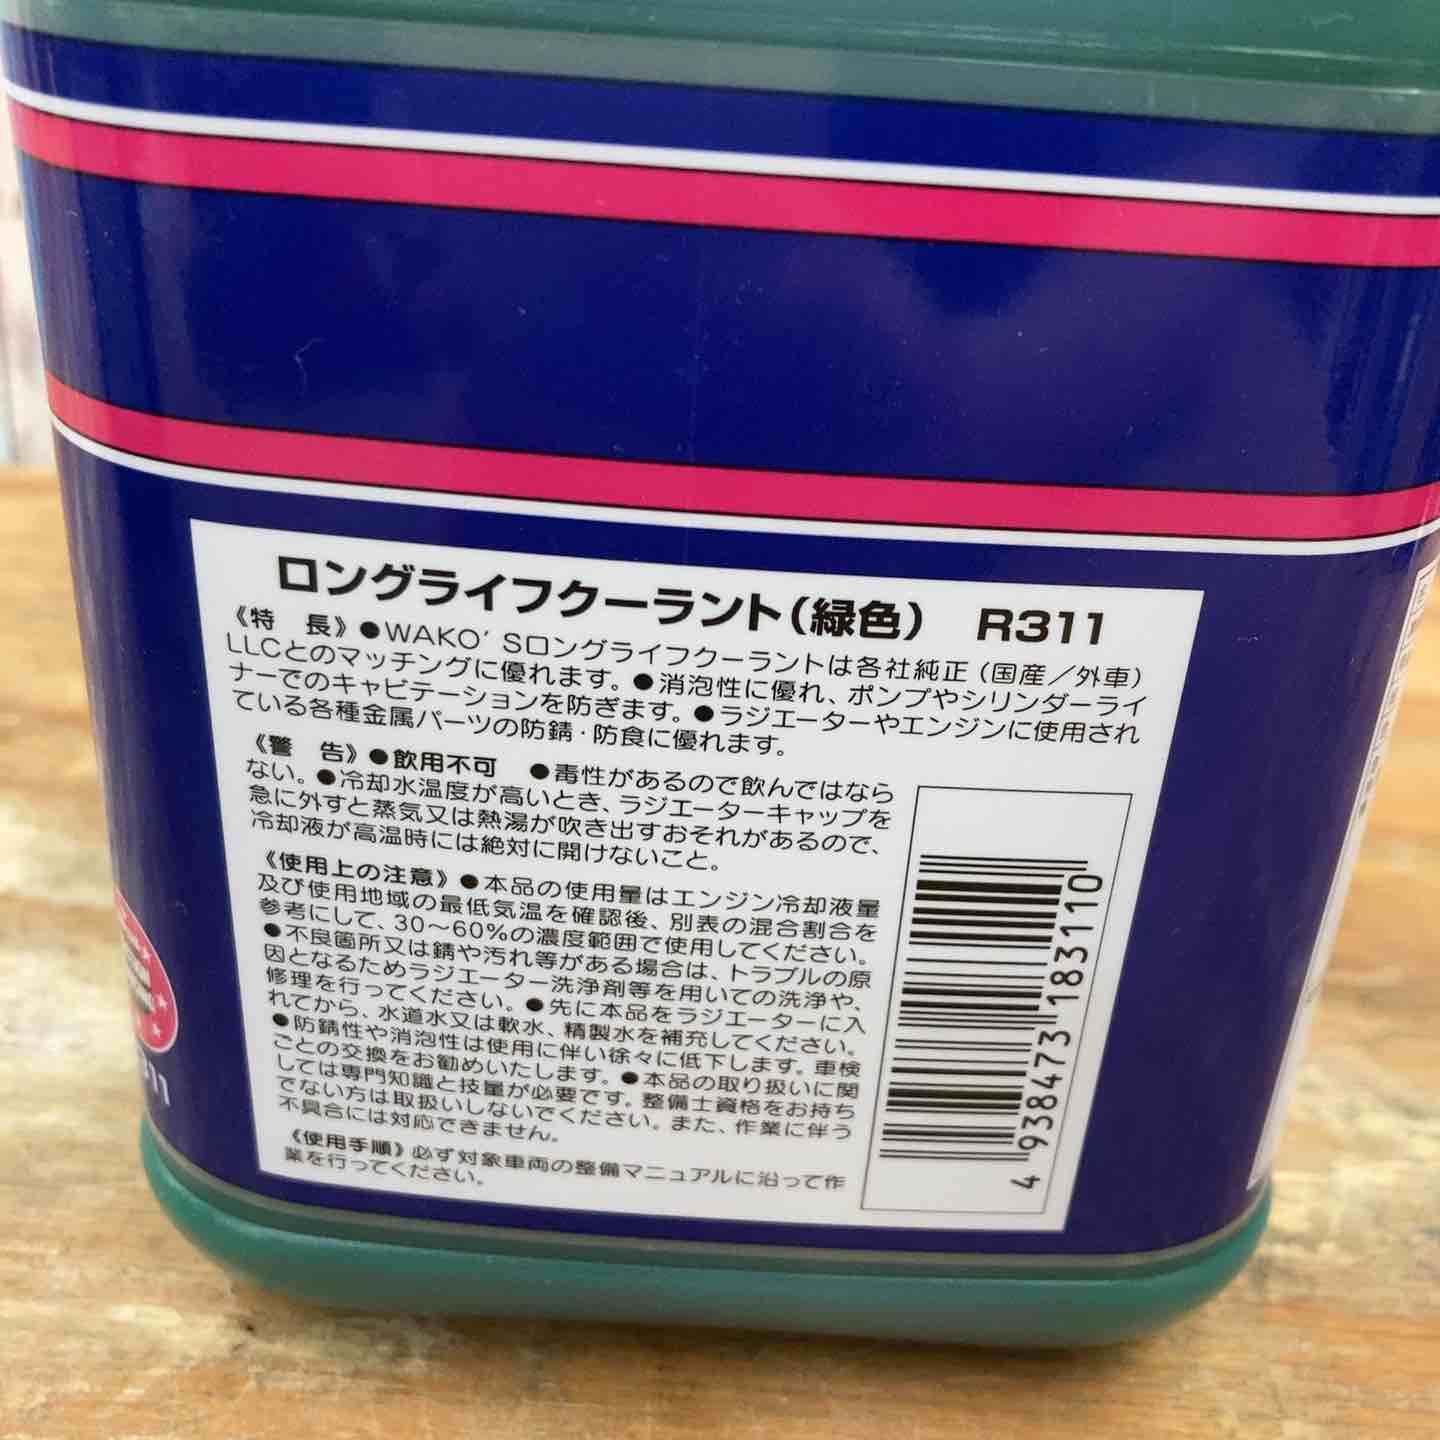 ロングライフクーラント(緑色) R311
《特 長》●WAKO'Sロングライフクーラントは各社純正(国産/外車)
LLCとのマッチングに優れます。●消泡性に優れ、ポンプやシリンダーライ
ナーでのキャビテーションを防ぎます。●ラジエーターやエンジンに使用され
ている各種金属パーツの防錆・防食に優れます。
《警 告》●飲用不可 ●毒性があるので飲んではなら
ない。●冷却水温度が高いとき、ラジエーターキャップを
急に外すと蒸気又は熱湯が吹き出すおそれがあるので、
冷却液が高温時には絶対に開けないこと。
《使用上の注意》●本品の使用量はエンジン冷却液量
及び使用地域の最低気温を確認後、別表の混合割合を
参考にして、30～60%の濃度範囲で使用してください。
●不良箇所又は錆や汚れ等がある場合は、トラブルの原
因となるためラジエーター洗浄剤等を用いての洗浄や、
修理を行ってください。●先に本品をラジエーターに入
れてから、水道水又は軟水、精製水を補充してください。
●防錆性や消泡性は使用に伴い徐々に低下します。車検
ごとの交換をお勧めいたします。●本品の取り扱いに関
しては専門知識と技量が必要です。整備士資格をお持ち
でない方は取扱いしないでください。また、作業に伴う
不具合には対応できません。
《使用手順》必ず対象車両の整備マニュアルに沿って作
業を行ってください。
4938473183110